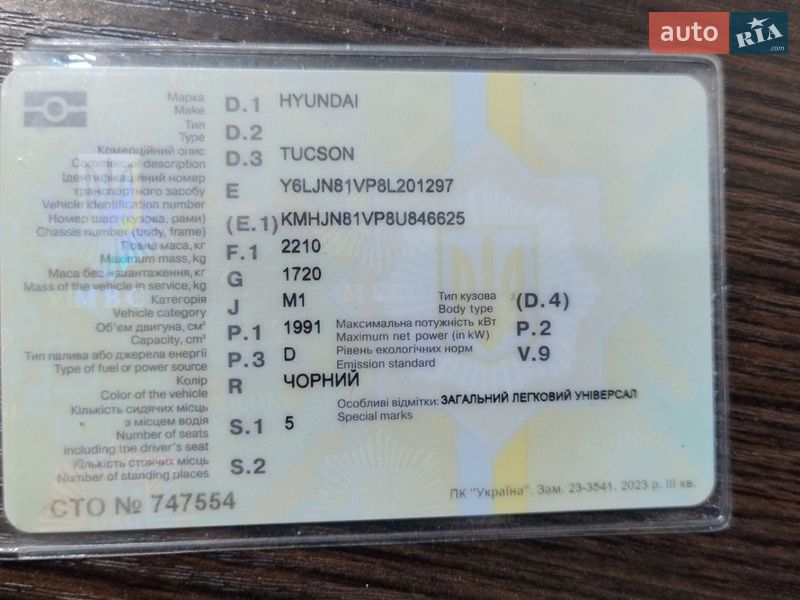 auto RIA .com
Марка
Make D.1 HYUNDAI
Тип
Type D.2
Комерційний опис
Commercial description D.3 TUCSON
Ідентифікаційний номер
транспортного засобу
Vehicle identification number E Y6LJN81VP8L201297
Номер шасі (кузова, рами)
Chassis number (body, frame) (E.1) KMHJN81VP8U846625
Повна маса, кг
Maximum mass, kg F.1 2210
Маса без навантаження, кг
Mass of the vehicle in service, kg G 1720
Категорія
Vehicle category J M1
Тип кузова
Body type (D.4)
Об'єм двигуна, см³
Capacity, cm³ P.1 1991
Максимальна потужність кВт
Maximum net power (in kW) P.2
Тип палива або джерела енергії
Type of fuel or power source P.3 D
Рівень екологічних норм
Emission standard V.9
Колір
Color of the vehicle R ЧОРНИЙ
Особливі відмітки: ЗАГАЛЬНИЙ ЛЕГКОВИЙ УНІВЕРСАЛ
Special marks
Кількість сидячих місць
з місцем водія
Number of seats
including the driver's seat S.1 5
Кількість стоячих місць
Number of standing places S.2
СТО № 747554
ПК "Україна". Зам. 23-3541. 2023 р. III кв.